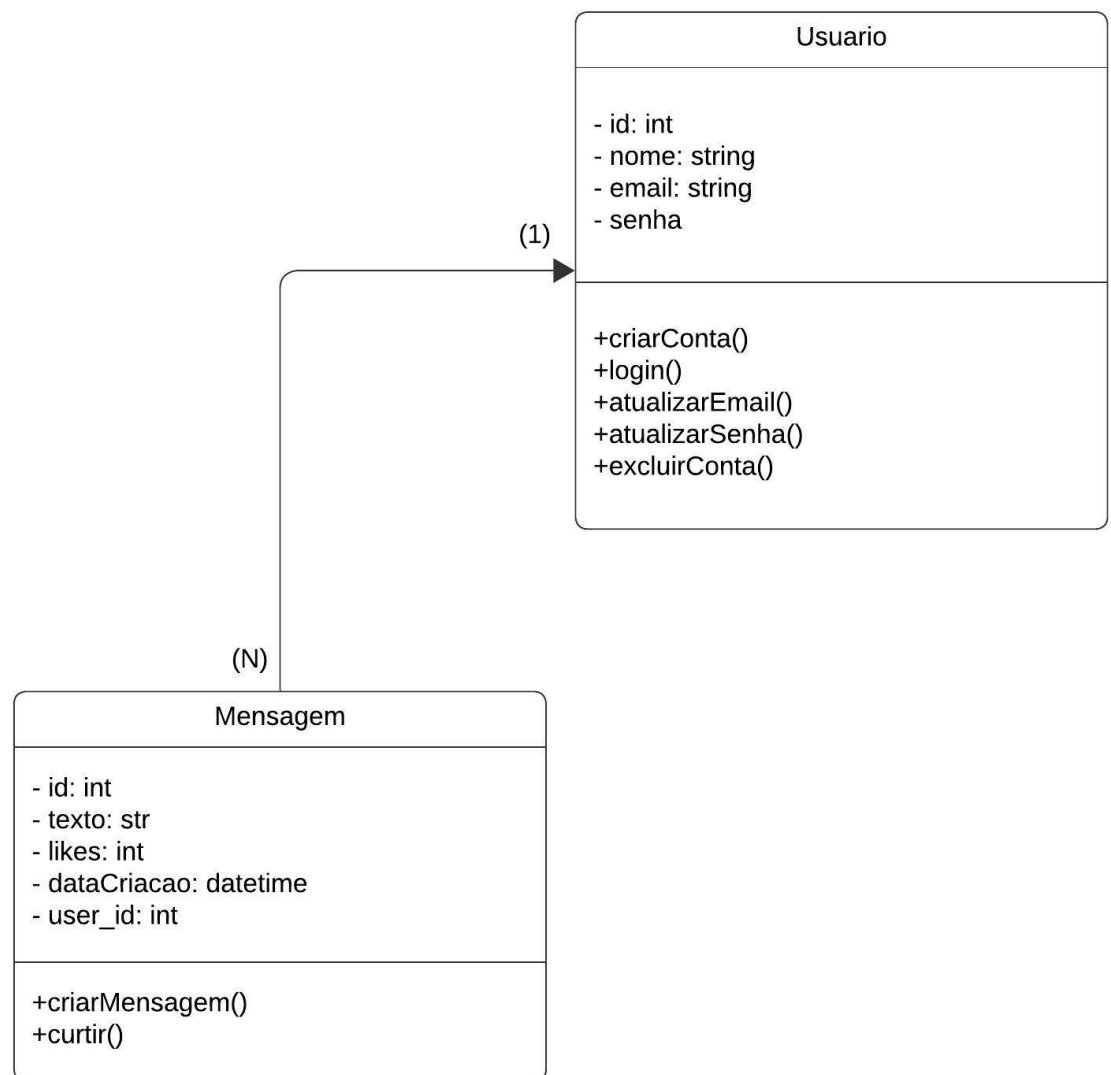 Usuario
- id: int
- nome: string
- email: string
- senha
(1)
+criarConta()
+login()
+atualizarEmail()
+atualizarSenha()
+excluirConta()
(N)
Mensagem
- id: int
- texto: str
- likes: int
- dataCriacao: datetime
- user_id: int
+criarMensagem()
+curtir()